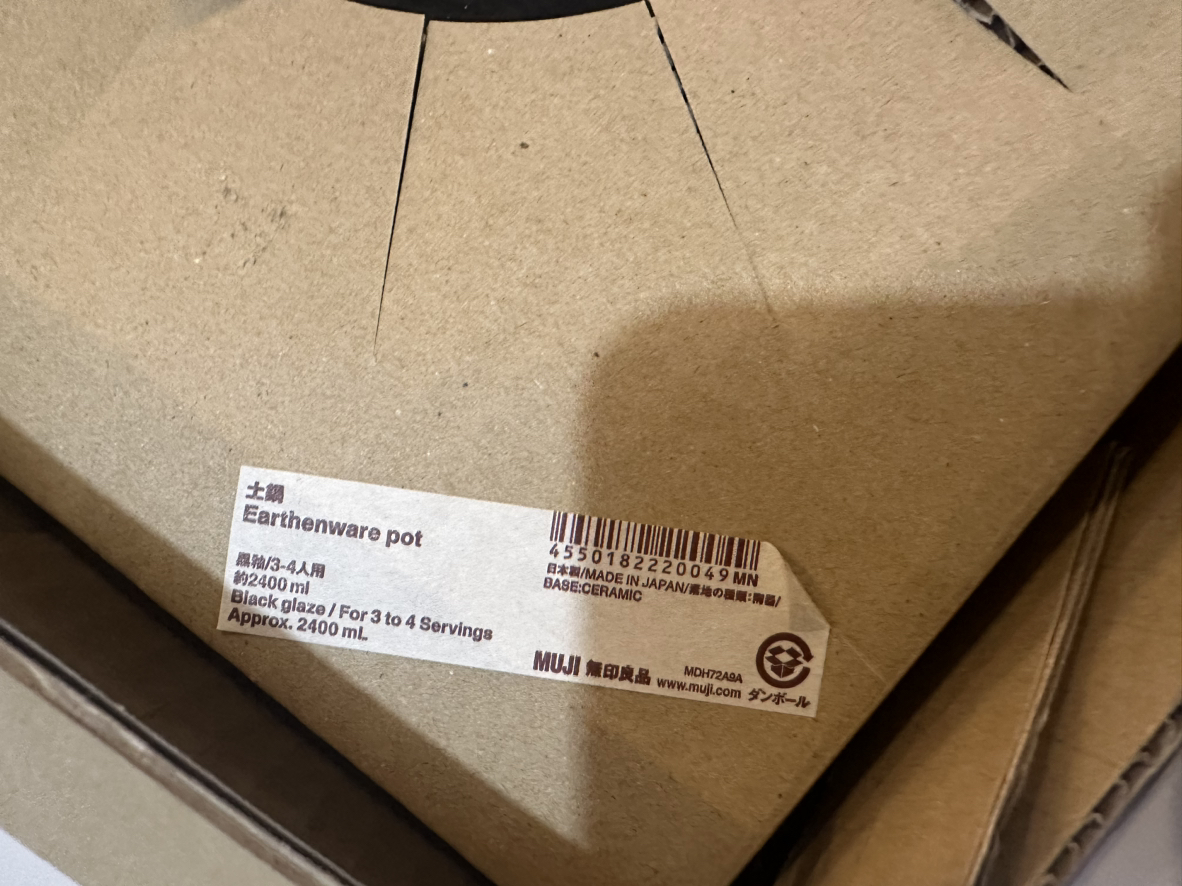 土鍋
Earthenware pot
黒釉/3-4人用
約2400 ml
Black glaze / For 3 to 4 Servings
Approx. 2400 mL
4550182220049 MN
日本製/MADE IN JAPAN/素地の種類:陶器/
BASE:CERAMIC
MUJI 無印良品
MDH72A9A
www.muji.com
ダンボール